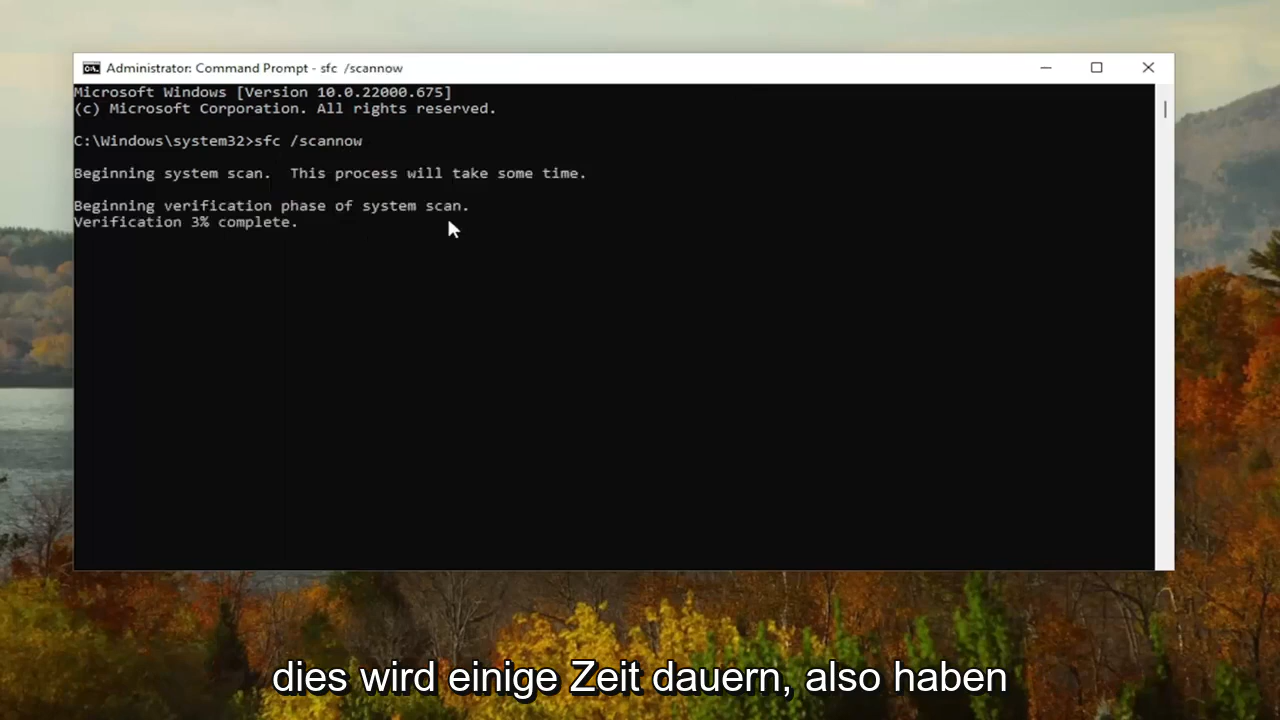 Administrator: Command Prompt - sfc /scannow
Microsoft Windows [Version 10.0.22000.675]
(c) Microsoft Corporation. All rights reserved.
C:\Windows\system32>sfc /scannow
Beginning system scan.  This process will take some time.
Beginning verification phase of system scan.
Verification 3% complete.
dies wird einige Zeit dauern, also haben